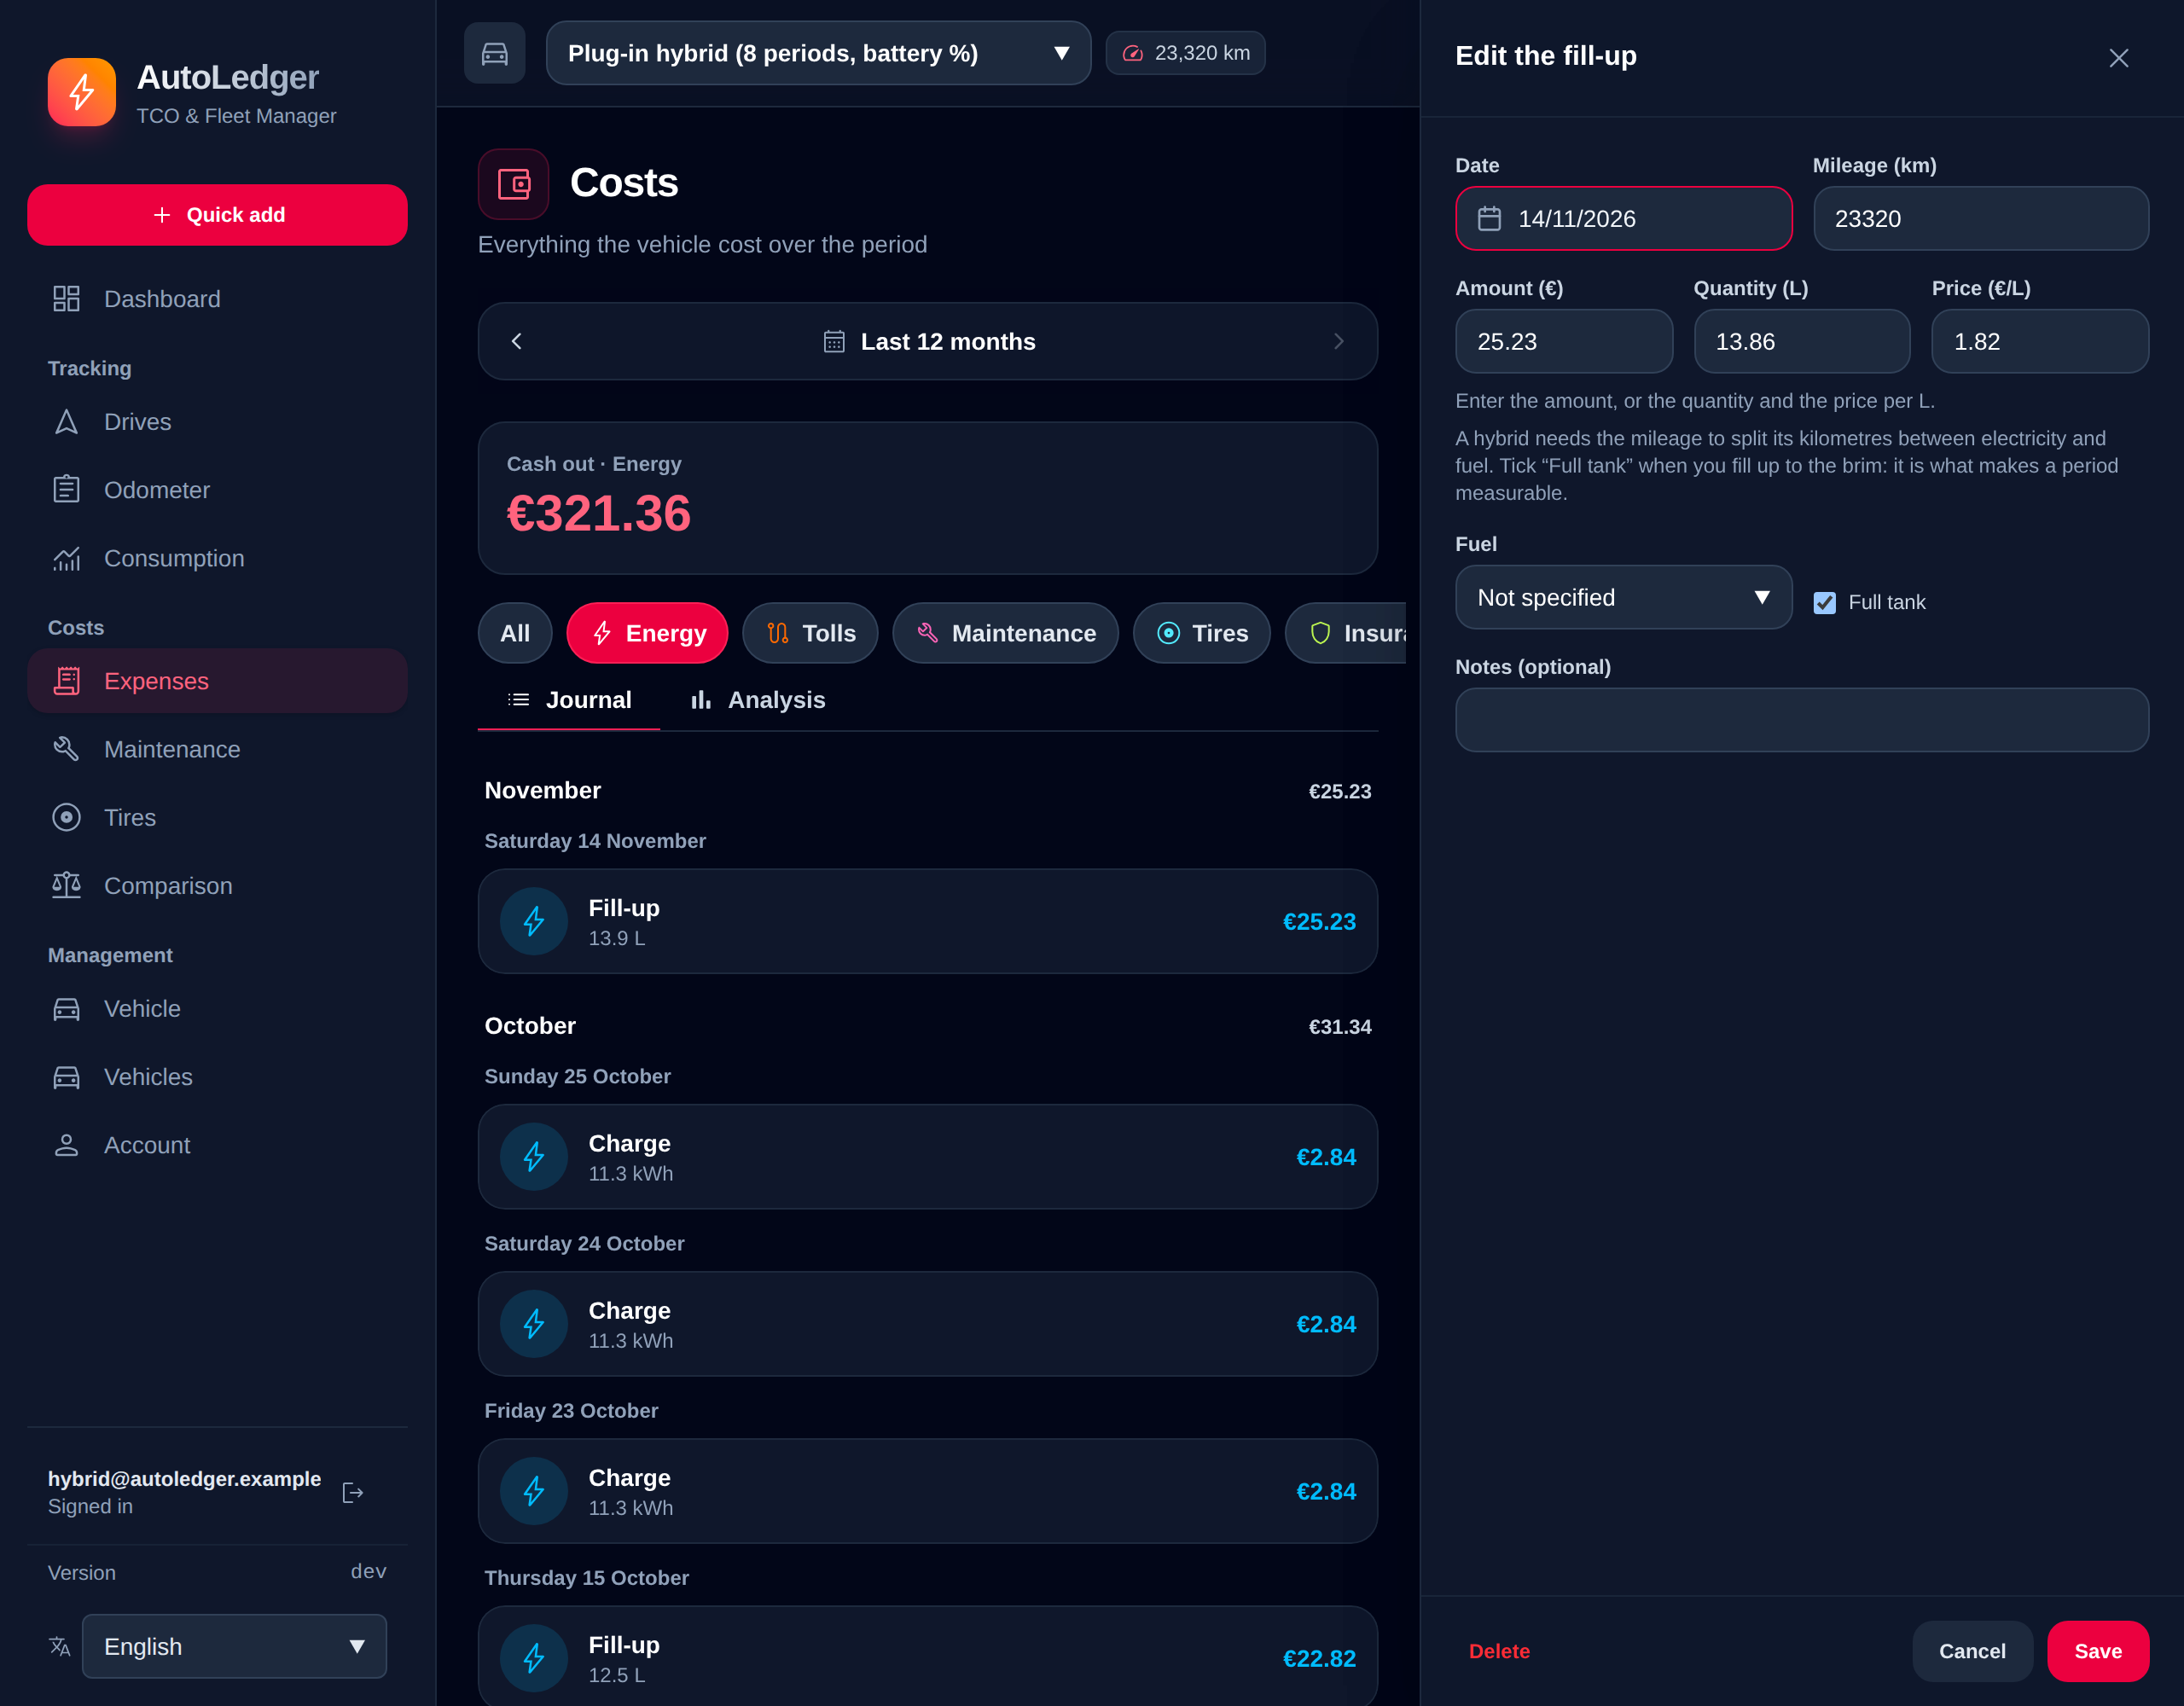 AutoLedger
TCO & Fleet Manager
Quick add
Dashboard
Tracking
Drives
Odometer
Consumption
Costs
Expenses
Maintenance
Tires
Comparison
Management
Vehicle
Vehicles
Account
hybrid@autoledger.example
Signed in
Version dev
English
Plug-in hybrid (8 periods, battery %)
23,320 km
Costs
Everything the vehicle cost over the period
Last 12 months
Cash out · Energy
€321.36
All Energy Tolls Maintenance Tires Insura
Journal Analysis
November €25.23
Saturday 14 November
Fill-up
13.9 L
€25.23
October €31.34
Sunday 25 October
Charge
11.3 kWh
€2.84
Saturday 24 October
Charge
11.3 kWh
€2.84
Friday 23 October
Charge
11.3 kWh
€2.84
Thursday 15 October
Fill-up
12.5 L
€22.82
Edit the fill-up
Date Mileage (km)
14/11/2026 23320
Amount (€) Quantity (L) Price (€/L)
25.23 13.86 1.82
Enter the amount, or the quantity and the price per L.
A hybrid needs the mileage to split its kilometres between electricity and
fuel. Tick “Full tank” when you fill up to the brim: it is what makes a period
measurable.
Fuel
Not specified Full tank
Notes (optional)
Delete Cancel Save